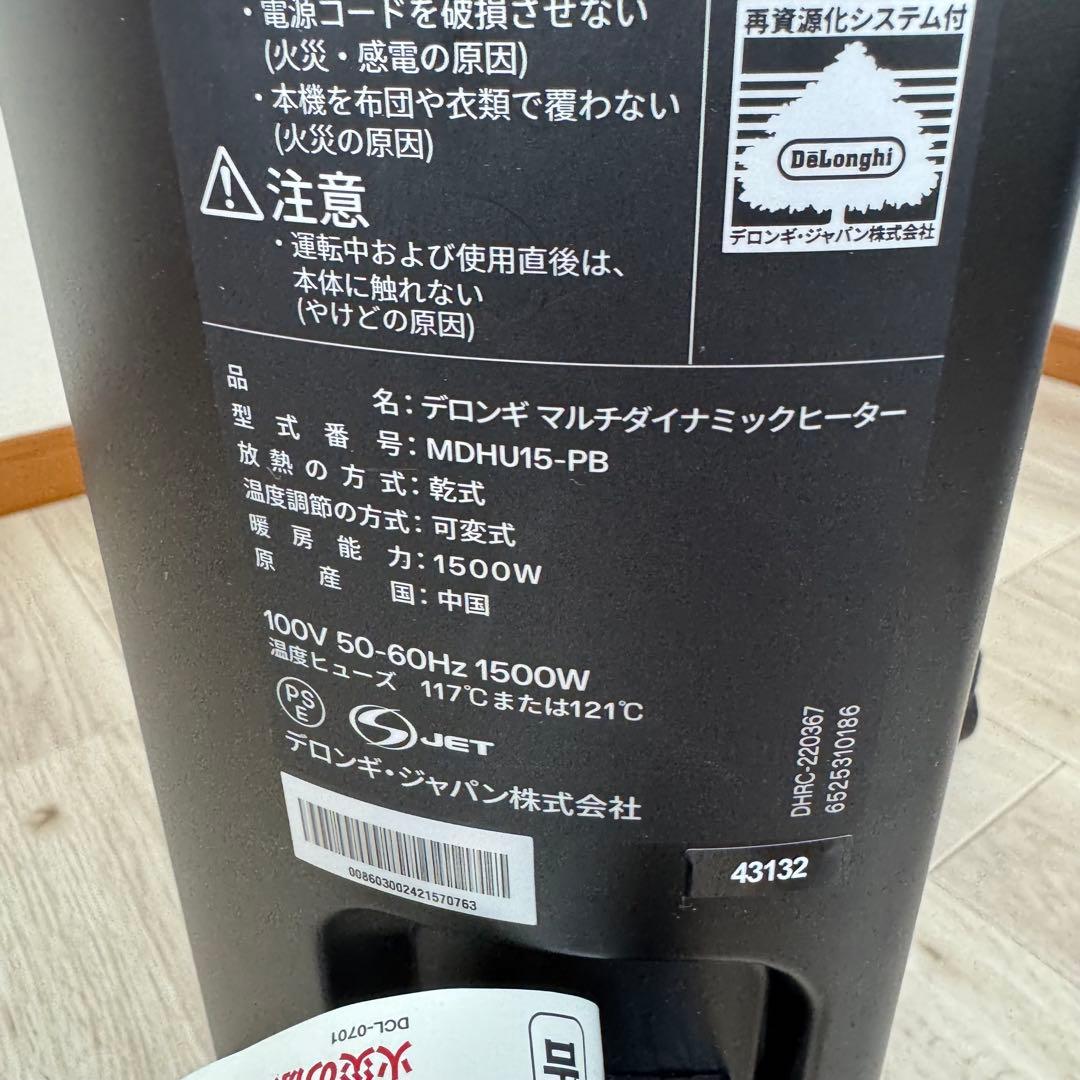 ・電源コードを破損させない
(火災・感電の原因)
・本機を布団や衣類で覆わない
(火災の原因)
注意
・運転中および使用直後は、
本体に触れない
(やけどの原因)
再資源化システム付
DēLonghi
デロンギ・ジャパン株式会社
品名：デロンギ マルチダイナミックヒーター
型式番号：MDHU15-PB
放熱の方式：乾式
温度調節の方式：可変式
暖房能力：1500W
原産国：中国
100V 50-60Hz 1500W
温度ヒューズ 117℃または121℃
PS
E
JET
デロンギ・ジャパン株式会社
DHRC-220367
6525310186
008603002421570763
43132
DCL-0701
火災の